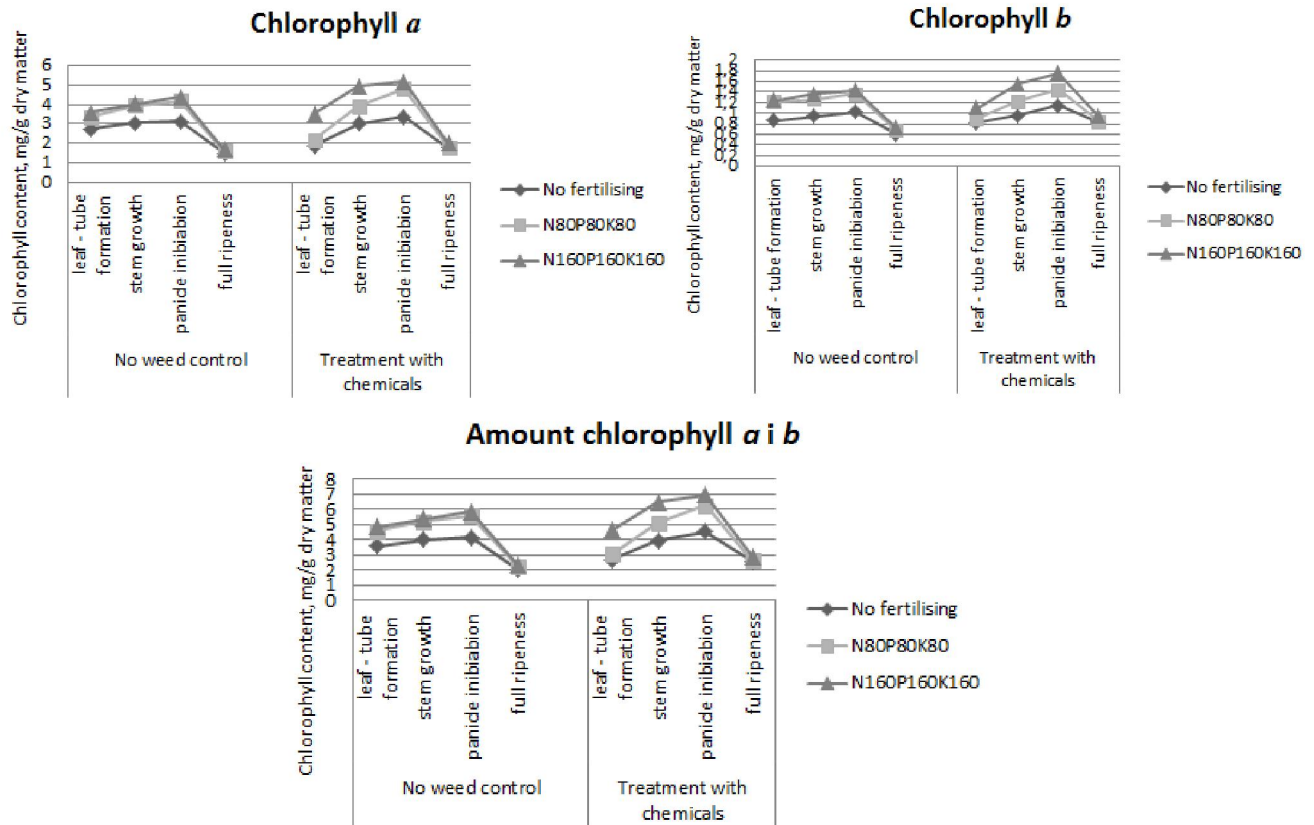 Chlorophyll a
Chlorophyll content, mg/g dry matter
6
5
4
3
2
1
0
leaf - tube
formation
stem growth
panide inibiabion
full ripeness
leaf - tube
formation
stem growth
panide inibiabion
full ripeness
No weed control
Treatment with
chemicals
No fertilising
N80P80K80
N160P160K160
Chlorophyll b
Chlorophyll content, mg/g dry matter
2
1,8
1,6
1,4
1,2
1
0,8
0,6
0,4
0,2
0
leaf - tube formation
stem growth
panide inibiabion
full ripeness
leaf - tube formation
stem growth
panide inibiabion
full ripeness
No weed control
Treatment with
chemicals
No fertilising
N80P80K80
N160P160K160
Amount chlorophyll a i b
Chlorophyll content, mg/g dry matter
8
7
6
5
4
3
2
1
0
leaf - tube
formation
stem growth
panide inibiabion
full ripeness
leaf - tube
formation
stem growth
panide inibiabion
full ripeness
No weed control
Treatment with
chemicals
No fertilising
N80P80K80
N160P160K160